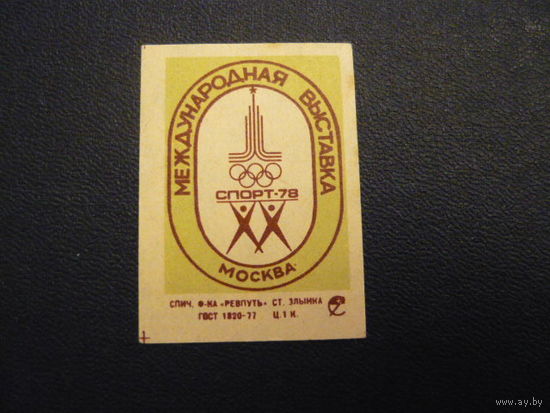 МЕЖДУНАРОДНАЯ ВЫСТАВКА
СПОРТ-78
МОСКВА
СПИЧ. Ф-КА «РЕВПУТЬ» СТ. ЗЛЫНКА
ГОСТ 1820-77 Ц. 1 К.
www.ay.by